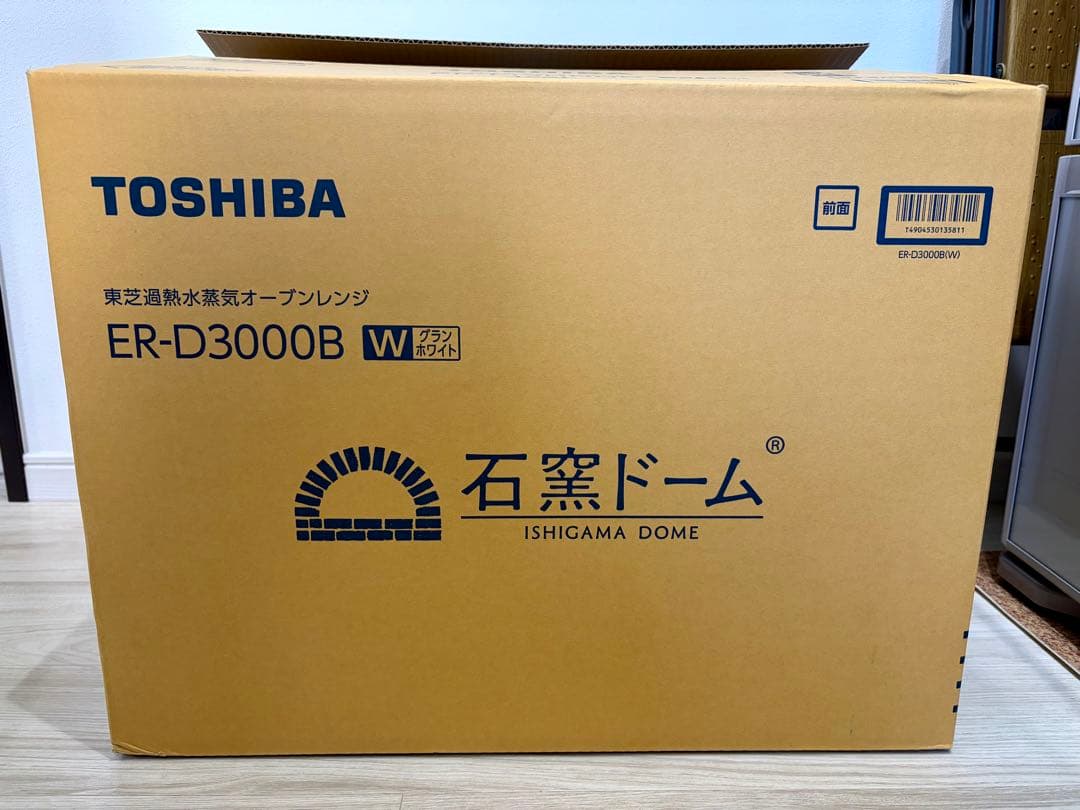 TOSHIBA
前面
T4904530135811
ER-D3000B(W)
東芝過熱水蒸気オーブンレンジ
ER-D3000B W グラン
ホワイト
石窯ドーム®
ISHIGAMA DOME